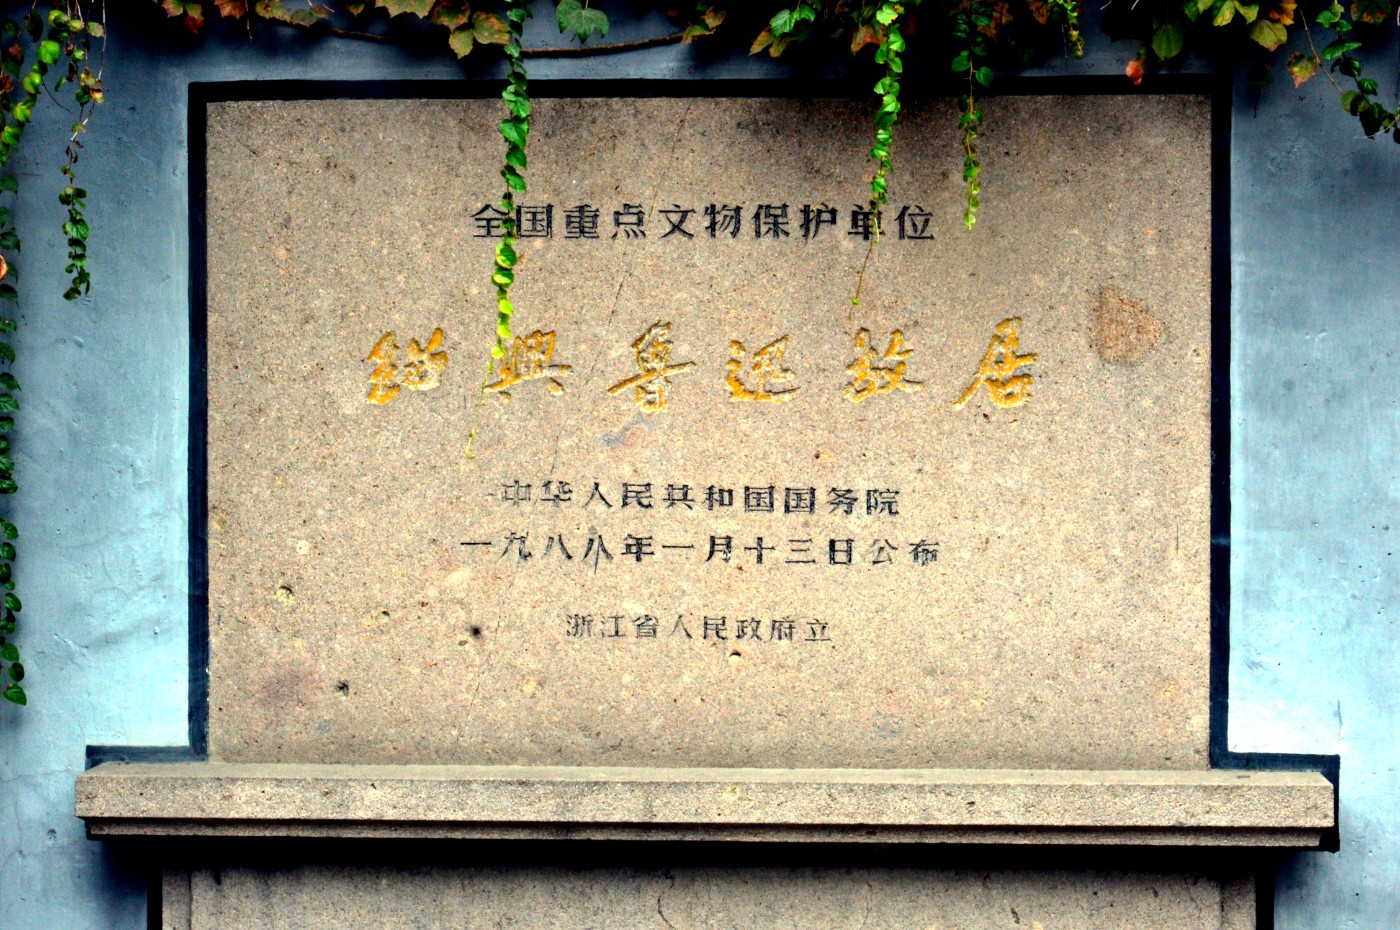 全国重点文物保护单位
紹興魯迅故居
中华人民共和国国务院
一九八八年一月十三日公布
浙江省人民政府立